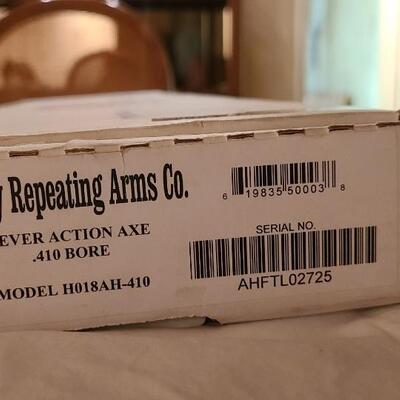 y Repeating Arms Co.
EVER ACTION AXE
.410 BORE
MODEL H018AH-410
6 19835 50003 8
SERIAL NO.
AHFTL02725